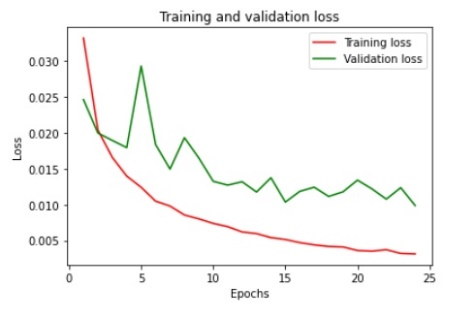 Training and validation loss
Training loss
Validation loss
0.030
0.025
0.020
0.015
0.010
0.005
Loss
0 5 10 15 20 25
Epochs